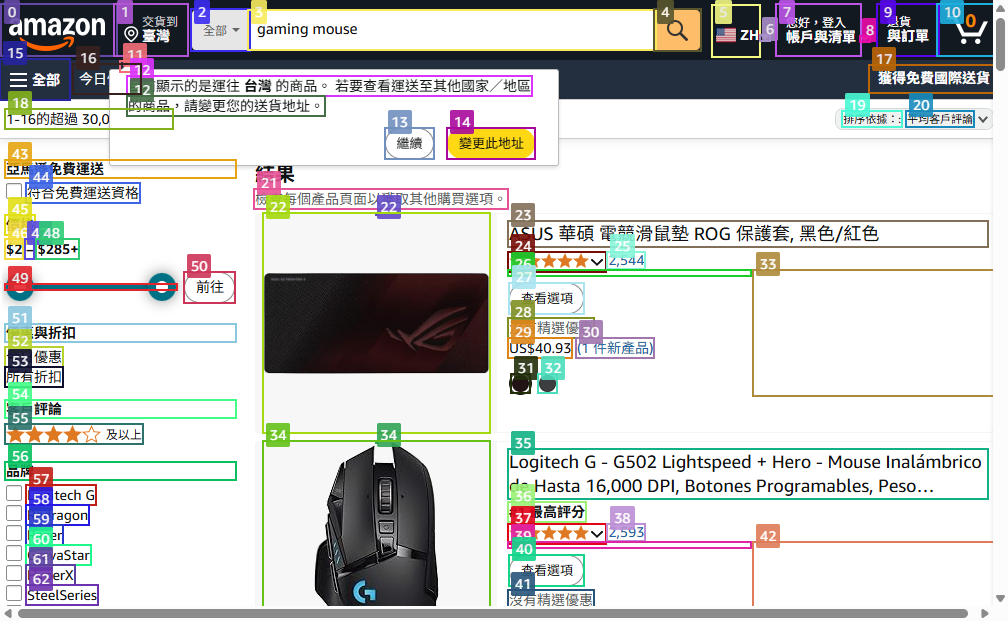 amazon
交貨到
臺灣
全部
gaming mouse
ZH
您好，登入
帳戶與清單
退貨
與訂單
0
全部
今日
獲得免費國際送貨
顯示的是運往 台灣 的商品。 若要查看運送至其他國家／地區
的商品，請變更您的送貨地址。
繼續
變更此地址
1-16的超過 30,0
排序依據：:
平均客戶評論
亞馬遜免費運送
符合免費運送資格
$2
–
$285+
前往
優惠與折扣
優惠
所有折扣
評論
及以上
品牌
tech G
agon
SteelSeries
結果
檢查每個產品頁面以獲取其他購買選項。
ASUS 華碩 電競滑鼠墊 ROG 保護套, 黑色/紅色
2,544
查看選項
沒有精選優惠
US$40.93
(1 件新產品)
Logitech G - G502 Lightspeed + Hero - Mouse Inalámbrico
de Hasta 16,000 DPI, Botones Programables, Peso...
最高評分
2,593
查看選項
沒有精選優惠